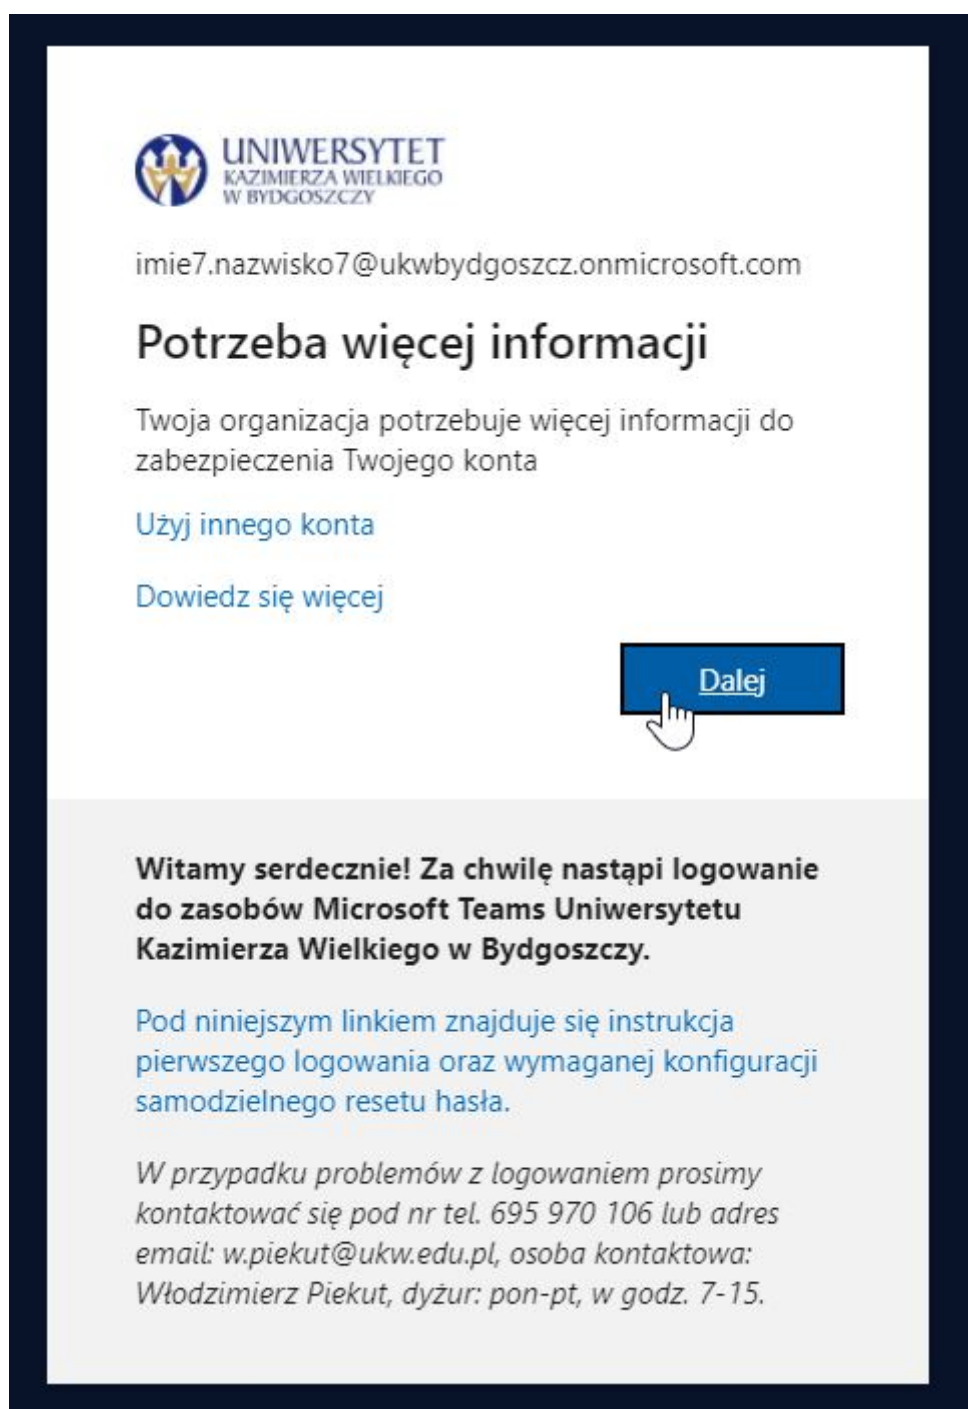 UNIWERSYTET
KAZIMIERZA WIELKIEGO
W BYDGOSZCZY
imie7.nazwisko7@ukwbydgoszcz.onmicrosoft.com
Potrzeba więcej informacji
Twoja organizacja potrzebuje więcej informacji do
zabezpieczenia Twojego konta
Użyj innego konta
Dowiedz się więcej
Dalej
Witamy serdecznie! Za chwilę nastąpi logowanie
do zasobów Microsoft Teams Uniwersytetu
Kazimierza Wielkiego w Bydgoszczy.
Pod niniejszym linkiem znajduje się instrukcja
pierwszego logowania oraz wymaganej konfiguracji
samodzielnego resetu hasła.
W przypadku problemów z logowaniem prosimy
kontaktować się pod nr tel. 695 970 106 lub adres
email: w.piekut@ukw.edu.pl, osoba kontaktowa:
Włodzimierz Piekut, dyżur: pon-pt, w godz. 7-15.